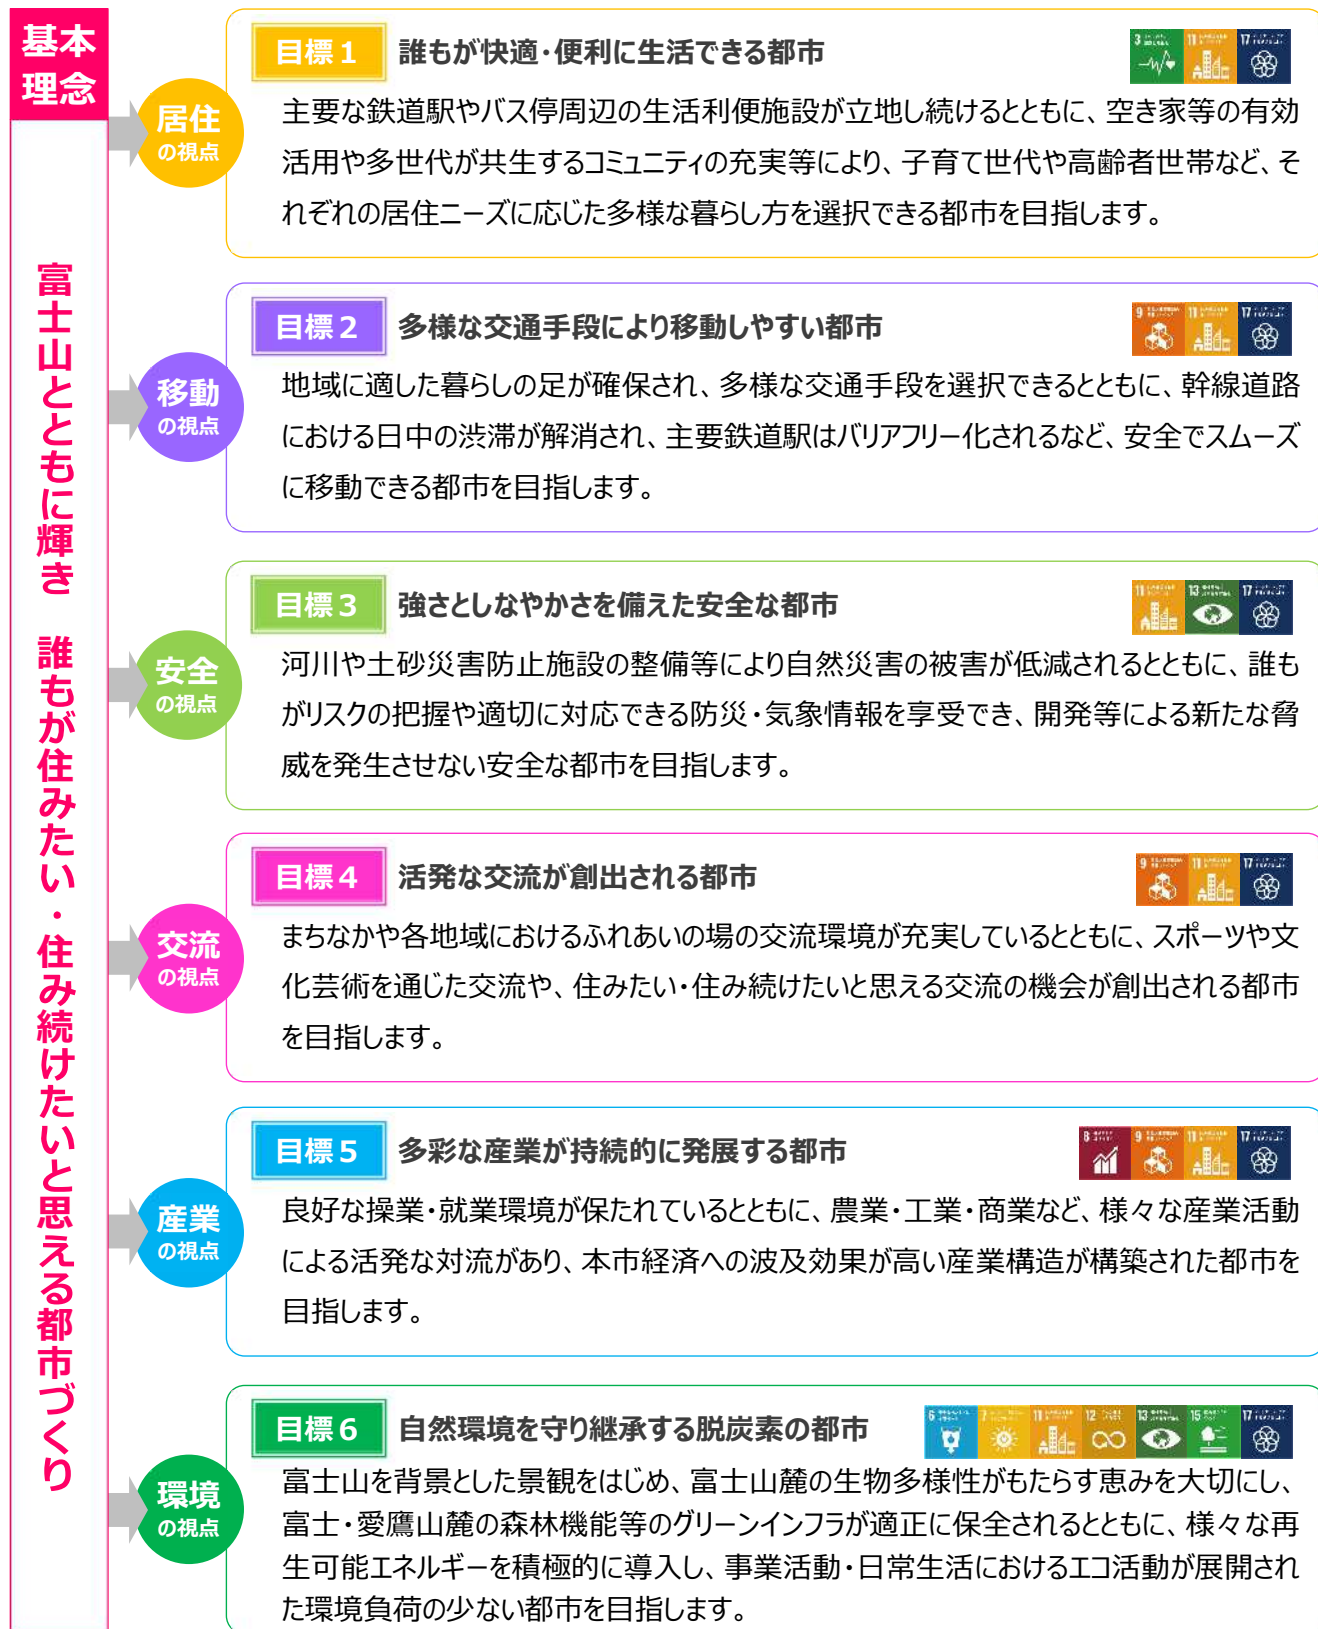 基本
理念
富士山とともに輝き　誰もが住みたい・住み続けたいと思える都市づくり
居住
の視点
目標１
誰もが快適・便利に生活できる都市
3
11
17
主要な鉄道駅やバス停周辺の生活利便施設が立地し続けるとともに、空き家等の有効
活用や多世代が共生するコミュニティの充実等により、子育て世代や高齢者世帯など、そ
れぞれの居住ニーズに応じた多様な暮らし方を選択できる都市を目指します。
移動
の視点
目標２
多様な交通手段により移動しやすい都市
9
11
17
地域に適した暮らしの足が確保され、多様な交通手段を選択できるとともに、幹線道路
における日中の渋滞が解消され、主要鉄道駅はバリアフリー化されるなど、安全でスムーズ
に移動できる都市を目指します。
安全
の視点
目標３
強さとしなやかさを備えた安全な都市
11
13
17
河川や土砂災害防止施設の整備等により自然災害の被害が低減されるとともに、誰も
がリスクの把握や適切に対応できる防災・気象情報を享受でき、開発等による新たな脅
威を発生させない安全な都市を目指します。
交流
の視点
目標４
活発な交流が創出される都市
9
11
17
まちなかや各地域におけるふれあいの場の交流環境が充実しているとともに、スポーツや文
化芸術を通じた交流や、住みたい・住み続けたいと思える交流の機会が創出される都市
を目指します。
産業
の視点
目標５
多彩な産業が持続的に発展する都市
8
9
11
17
良好な操業・就業環境が保たれているとともに、農業・工業・商業など、様々な産業活動
による活発な対流があり、本市経済への波及効果が高い産業構造が構築された都市を
目指します。
環境
の視点
目標６
自然環境を守り継承する脱炭素の都市
6
7
11
12
13
15
17
富士山を背景とした景観をはじめ、富士山麓の生物多様性がもたらす恵みを大切にし、
富士・愛鷹山麓の森林機能等のグリーンインフラが適正に保全されるとともに、様々な再
生可能エネルギーを積極的に導入し、事業活動・日常生活におけるエコ活動が展開され
た環境負荷の少ない都市を目指します。